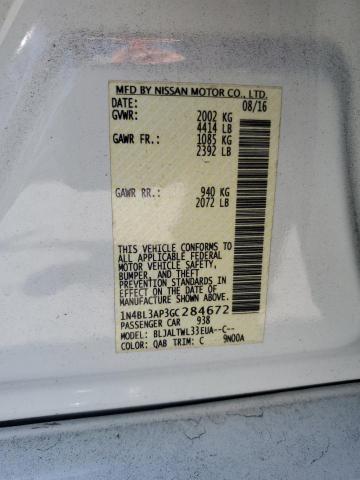 MFD BY NISSAN MOTOR CO., LTD.
DATE: 08/16
GVWR: 2002 KG
4414 LB
GAWR FR.: 1085 KG
2392 LB
GAWR RR.: 940 KG
2072 LB
THIS VEHICLE CONFORMS TO
ALL APPLICABLE FEDERAL
MOTOR VEHICLE SAFETY,
BUMPER, AND THEFT
PREVENTION STANDARDS
IN EFFECT ON THE DATE OF
MANUFACTURE SHOWN ABOVE.
1N4BL3AP3GC284672
PASSENGER CAR 938
MODEL: BLJALTWL33EUA--C--
COLOR: QAB TRIM: C 9N00A